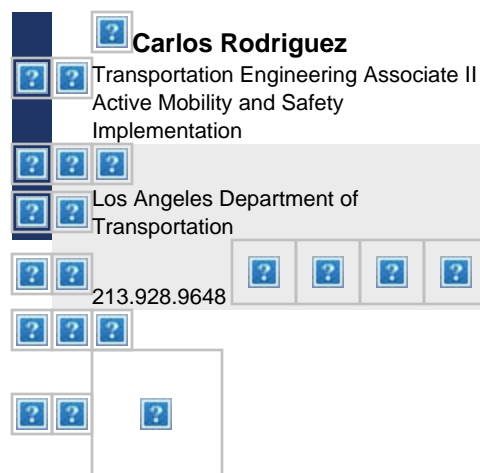 Carlos Rodriguez
Transportation Engineering Associate II
Active Mobility and Safety
Implementation
Los Angeles Department of
Transportation
213.928.9648